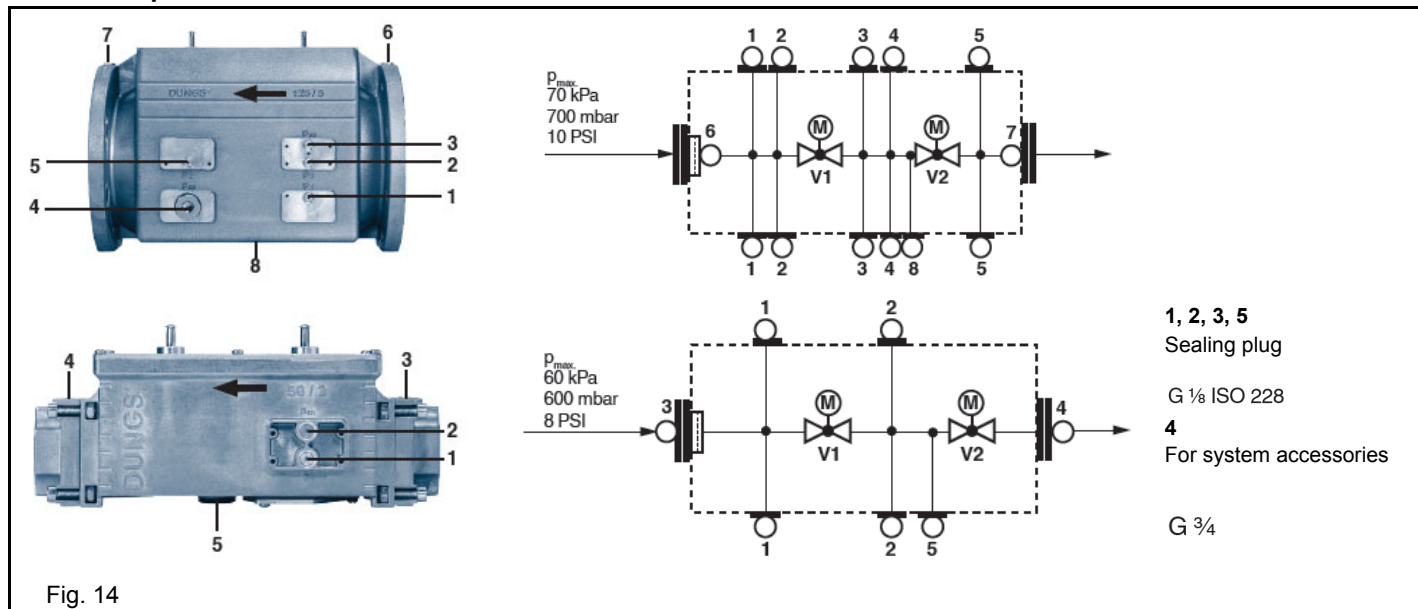 7
6
DUNGS
125/5
5
4
3
2
1
8
p max.
70 kPa
700 mbar
10 PSI
1 2 3 4 5
6
M
M
7
V1
V2
1 2 3 4 8 5
4
3
DUNGS
50/3
2
1
5
p max.
60 kPa
600 mbar
8 PSI
1
2
3
M
M
4
V1
V2
1
2
5
1, 2, 3, 5
Sealing plug
G ⅛ ISO 228
4
For system accessories
G ¾
Fig. 14